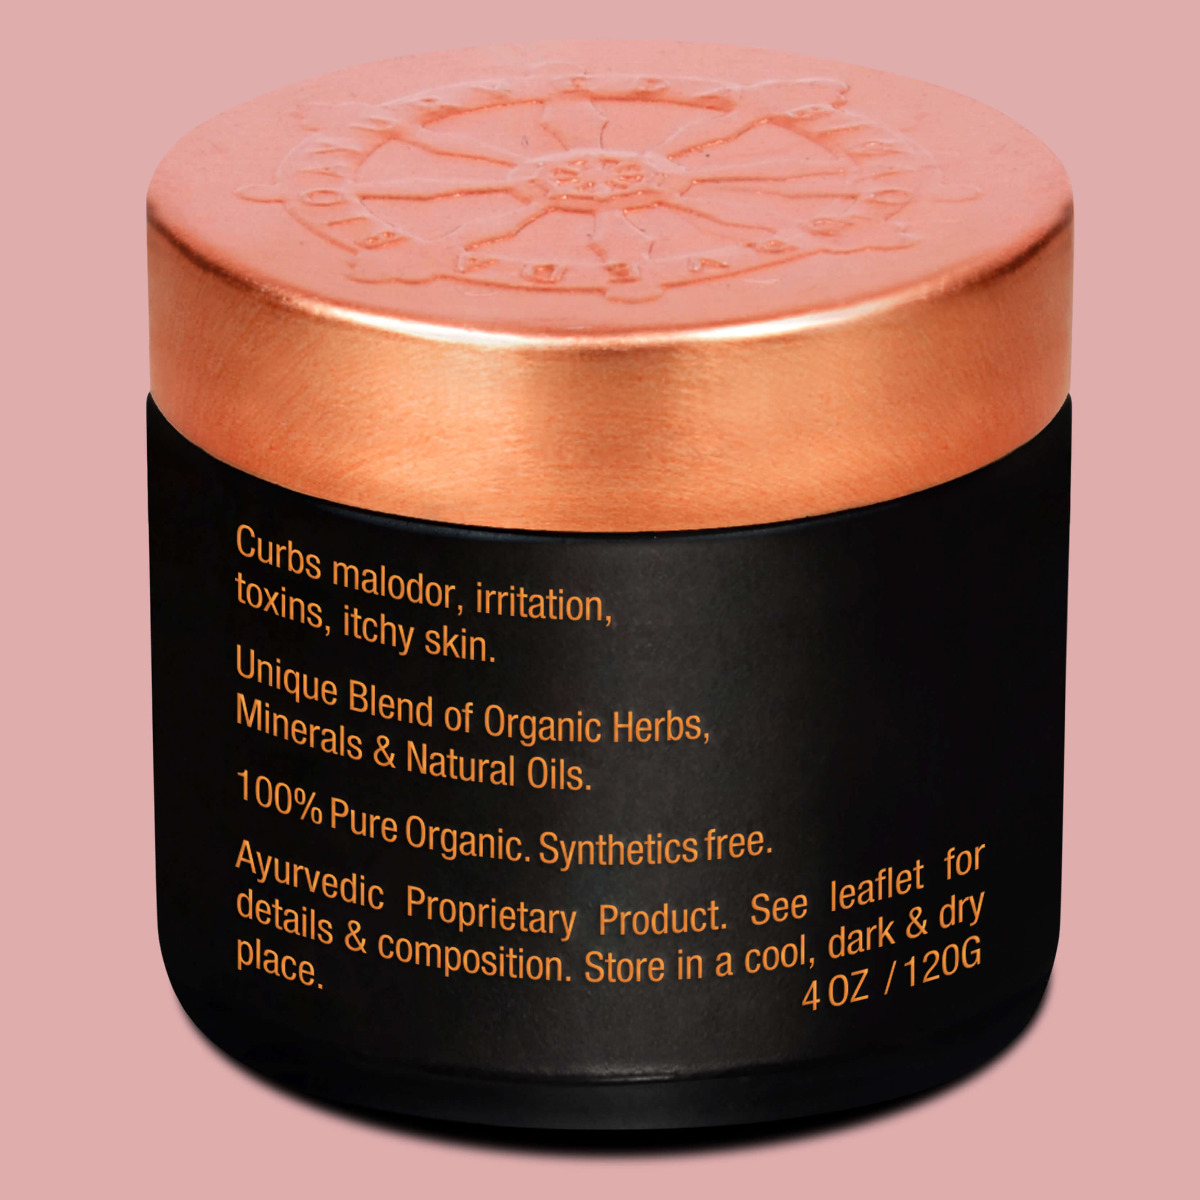 Curbs malodor, irritation,
toxins, itchy skin.
Unique Blend of Organic Herbs,
Minerals & Natural Oils.
100% Pure Organic. Synthetics free.
Ayurvedic Proprietary Product. See leaflet for
details & composition. Store in a cool, dark & dry
place.
4 OZ / 120G